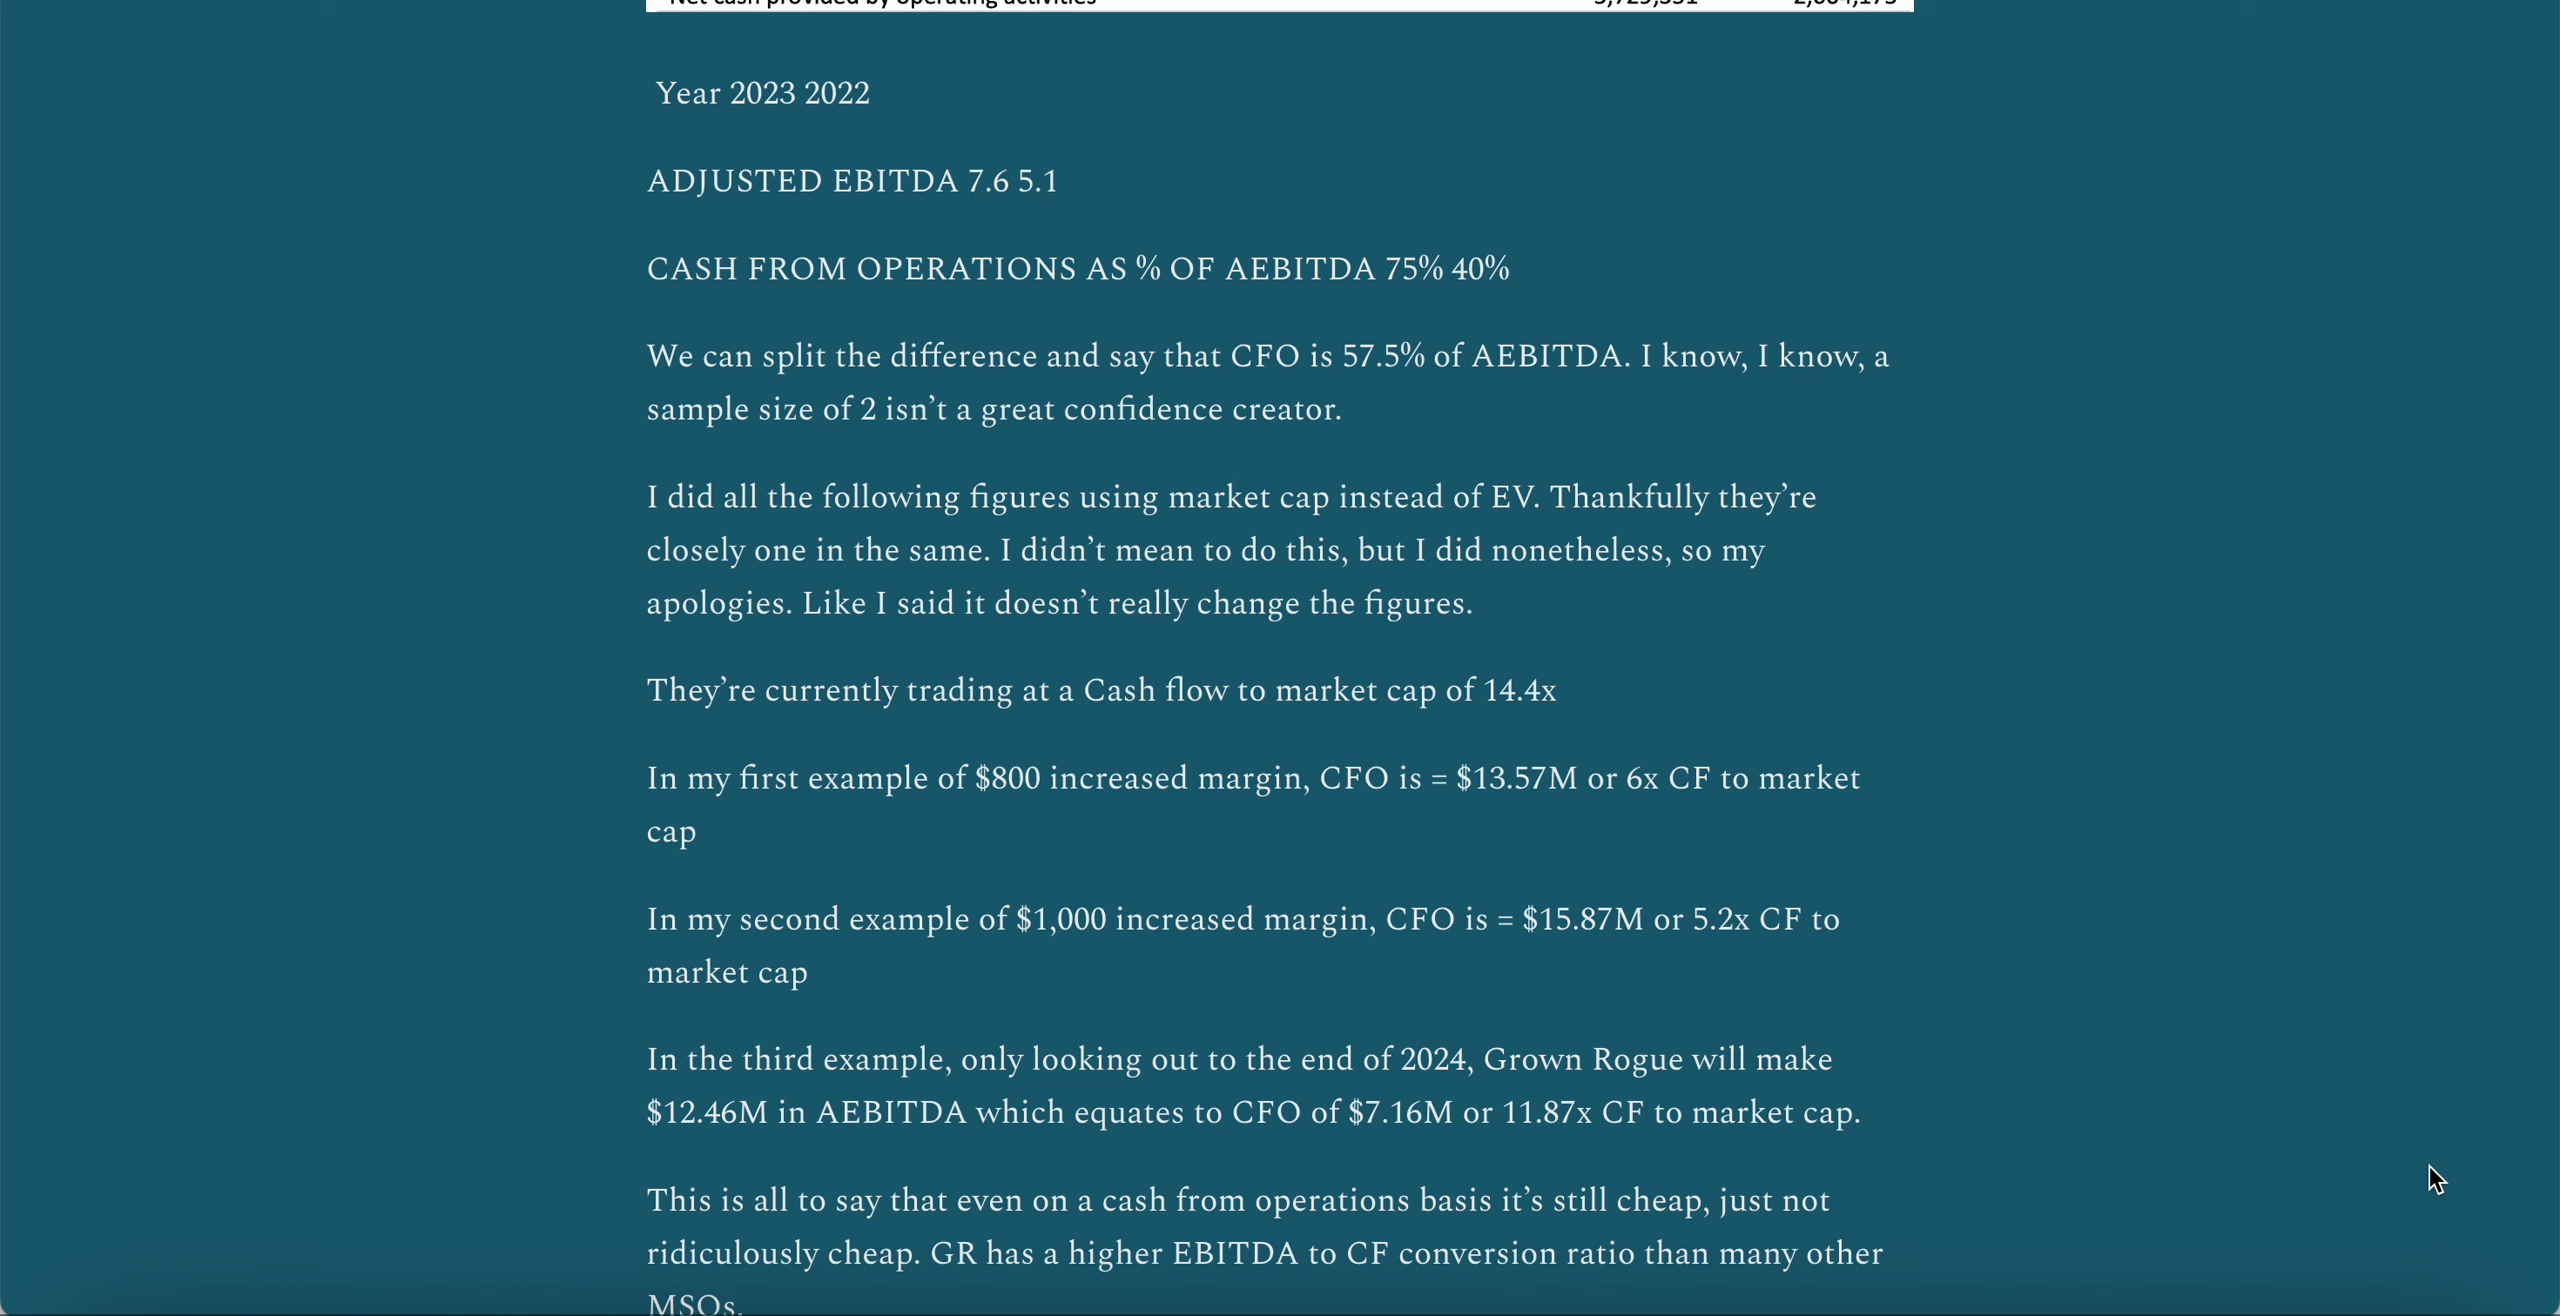 Net cash provided by operating activities
Year 2023 2022
ADJUSTED EBITDA 7.6 5.1
CASH FROM OPERATIONS AS % OF AEBITDA 75% 40%
We can split the difference and say that CFO is 57.5% of AEBITDA. I know, I know, a
sample size of 2 isn’t a great confidence creator.
I did all the following figures using market cap instead of EV. Thankfully they’re
closely one in the same. I didn’t mean to do this, but I did nonetheless, so my
apologies. Like I said it doesn’t really change the figures.
They’re currently trading at a Cash flow to market cap of 14.4x
In my first example of $800 increased margin, CFO is = $13.57M or 6x CF to market
cap
In my second example of $1,000 increased margin, CFO is = $15.87M or 5.2x CF to
market cap
In the third example, only looking out to the end of 2024, Grown Rogue will make
$12.46M in AEBITDA which equates to CFO of $7.16M or 11.87x CF to market cap.
This is all to say that even on a cash from operations basis it’s still cheap, just not
ridiculously cheap. GR has a higher EBITDA to CF conversion ratio than many other
MSOs.